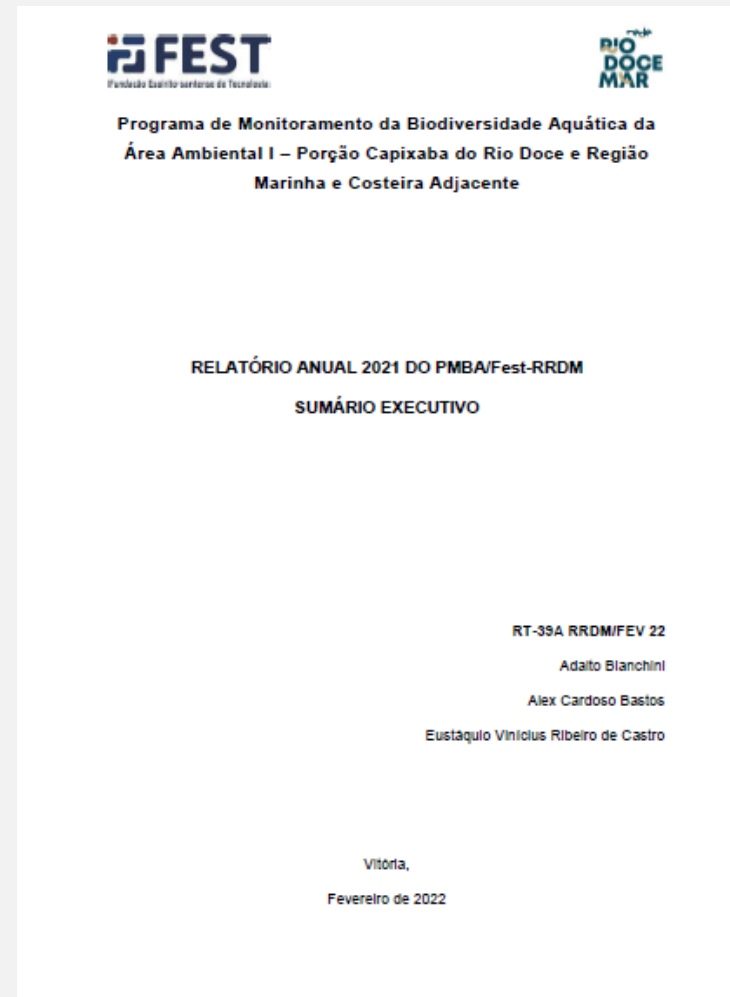 FEST
Fundação Espírito-santense de Tecnologia
rede
RIO
DOCE
MAR
Programa de Monitoramento da Biodiversidade Aquática da
Área Ambiental I – Porção Capixaba do Rio Doce e Região
Marinha e Costeira Adjacente
RELATÓRIO ANUAL 2021 DO PMBA/Fest-RRDM
SUMÁRIO EXECUTIVO
RT-39A RRDM/FEV 22
Adalto Bianchini
Alex Cardoso Bastos
Eustáquio Vinícius Ribeiro de Castro
Vitória,
Fevereiro de 2022